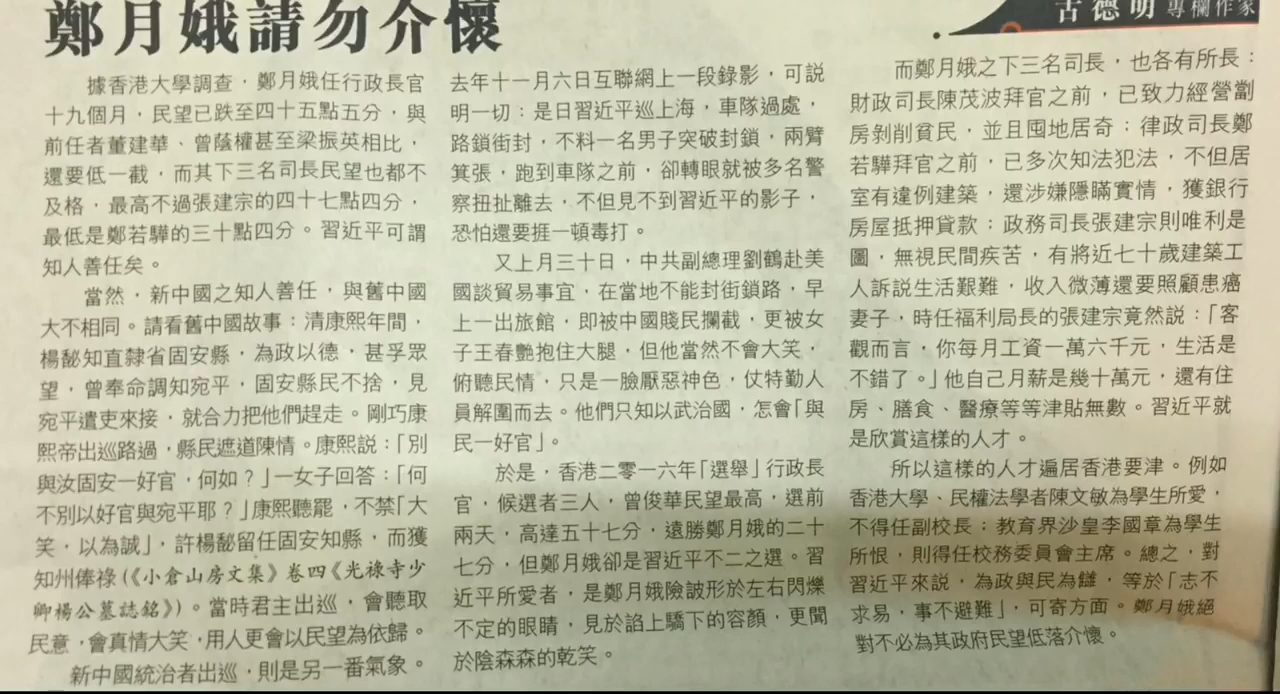 鄭月娥請勿介懷
古德明 專欄作家
據香港大學調查，鄭月娥任行政長官
十九個月，民望已跌至四十五點五分，與
前任者董建華、曾蔭權甚至梁振英相比，
還要低一截，而其下三名司長民望也都不
及格，最高不過張建宗的四十七點四分，
最低是鄭若驊的三十點四分。習近平可謂
知人善任矣。
當然，新中國之知人善任，與舊中國
大不相同。請看舊中國故事：清康熙年間，
楊馝知直隸省固安縣，為政以德，甚孚眾
望，曾奉命調知宛平，固安縣民不捨，見
宛平遣吏來接，就合力把他們趕走。剛巧康
熙帝出巡路過，縣民遮道陳情。康熙說：「別
與汝固安一好官，何如？」一女子回答：「何
不別以好官與宛平耶？」康熙聽罷，不禁「大
笑，以為誠」，許楊馝留任固安知縣，而獲
知州俸祿(《小倉山房文集》卷四《光祿寺少
卿楊公墓誌銘》)。當時君主出巡，會聽取
民意，會真情大笑，用人更會以民望為依歸。
新中國統治者出巡，則是另一番氣象。
去年十一月六日互聯網上一段錄影，可說
明一切：是日習近平巡上海，車隊過處，
路鎖街封，不料一名男子突破封鎖，兩臂
箕張，跑到車隊之前，卻轉眼就被多名警
察扭扯離去，不但見不到習近平的影子，
恐怕還要捱一頓毒打。
又上月三十日，中共副總理劉鶴赴美
國談貿易事宜，在當地不能封街鎖路，早
上一出旅館，即被中國賤民攔截，更被女
子王春艷抱住大腿，但他當然不會大笑，
俯聽民情，只是一臉厭惡神色，仗特勤人
員解圍而去。他們只知以武治國，怎會「與
民一好官」。
於是，香港二零一六年「選舉」行政長
官，候選者三人，曾俊華民望最高，選前
兩天，高達五十七分，遠勝鄭月娥的二十
七分，但鄭月娥卻是習近平不二之選。習
近平所愛者，是鄭月娥險詖形於左右閃爍
不定的眼睛，見於諂上驕下的容顏，更聞
於陰森森的乾笑。
而鄭月娥之下三名司長，也各有所長：
財政司長陳茂波拜官之前，已致力經營劏
房剝削貧民，並且囤地居奇；律政司長鄭
若驊拜官之前，已多次知法犯法，不但居
室有違例建築，還涉嫌隱瞞實情，獲銀行
房屋抵押貸款；政務司長張建宗則唯利是
圖，無視民間疾苦，有將近七十歲建築工
人訴說生活艱難，收入微薄還要照顧患癌
妻子，時任福利局長的張建宗竟然說：「客
觀而言，你每月工資一萬六千元，生活是
不錯了。」他自己月薪是幾十萬元，還有住
房、膳食、醫療等等津貼無數。習近平就
是欣賞這樣的人才。
所以這樣的人才遍居香港要津。例如
香港大學、民權法學者陳文敏為學生所愛，
不得任副校長；教育界沙皇李國章為學生
所恨，則得任校務委員會主席。總之，對
習近平來說，為政與民為讎，等於「志不
求易，事不避難」，可寄方面。鄭月娥絕
對不必為其政府民望低落介懷。